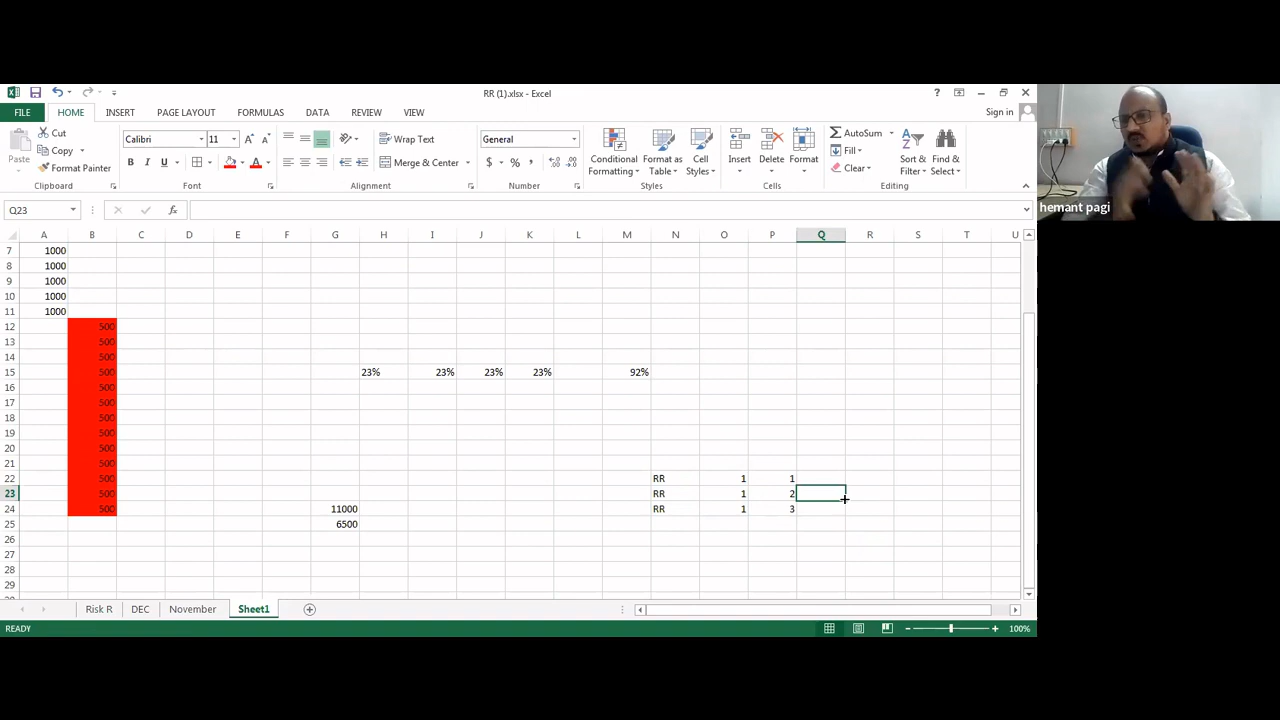 RR (1).xlsx - Excel
FILE HOME INSERT PAGE LAYOUT FORMULAS DATA REVIEW VIEW Sign in
Cut Calibri 11 Wrap Text General AutoSum
Paste Copy Conditional Formatting Format as Table Cell Styles Insert Delete Format Fill Sort & Filter Find & Select
Format Painter B I U Merge & Center $ % Clear
Clipboard Font Alignment Number Styles Cells Editing
hemant pagi
Q23 fx
A B C D E F G H I J K L M N O P Q R S T U
7 1000
8 1000
9 1000
10 1000
11 1000
12 500
13 500
14 500
15 500 23% 23% 23% 23% 92%
16 500
17 500
18 500
19 500
20 500
21 500
22 500 RR 1 1
23 500 RR 1 2
24 500 11000 RR 1 3
25 6500
26
27
28
29
Risk R DEC November Sheet1
READY 100%